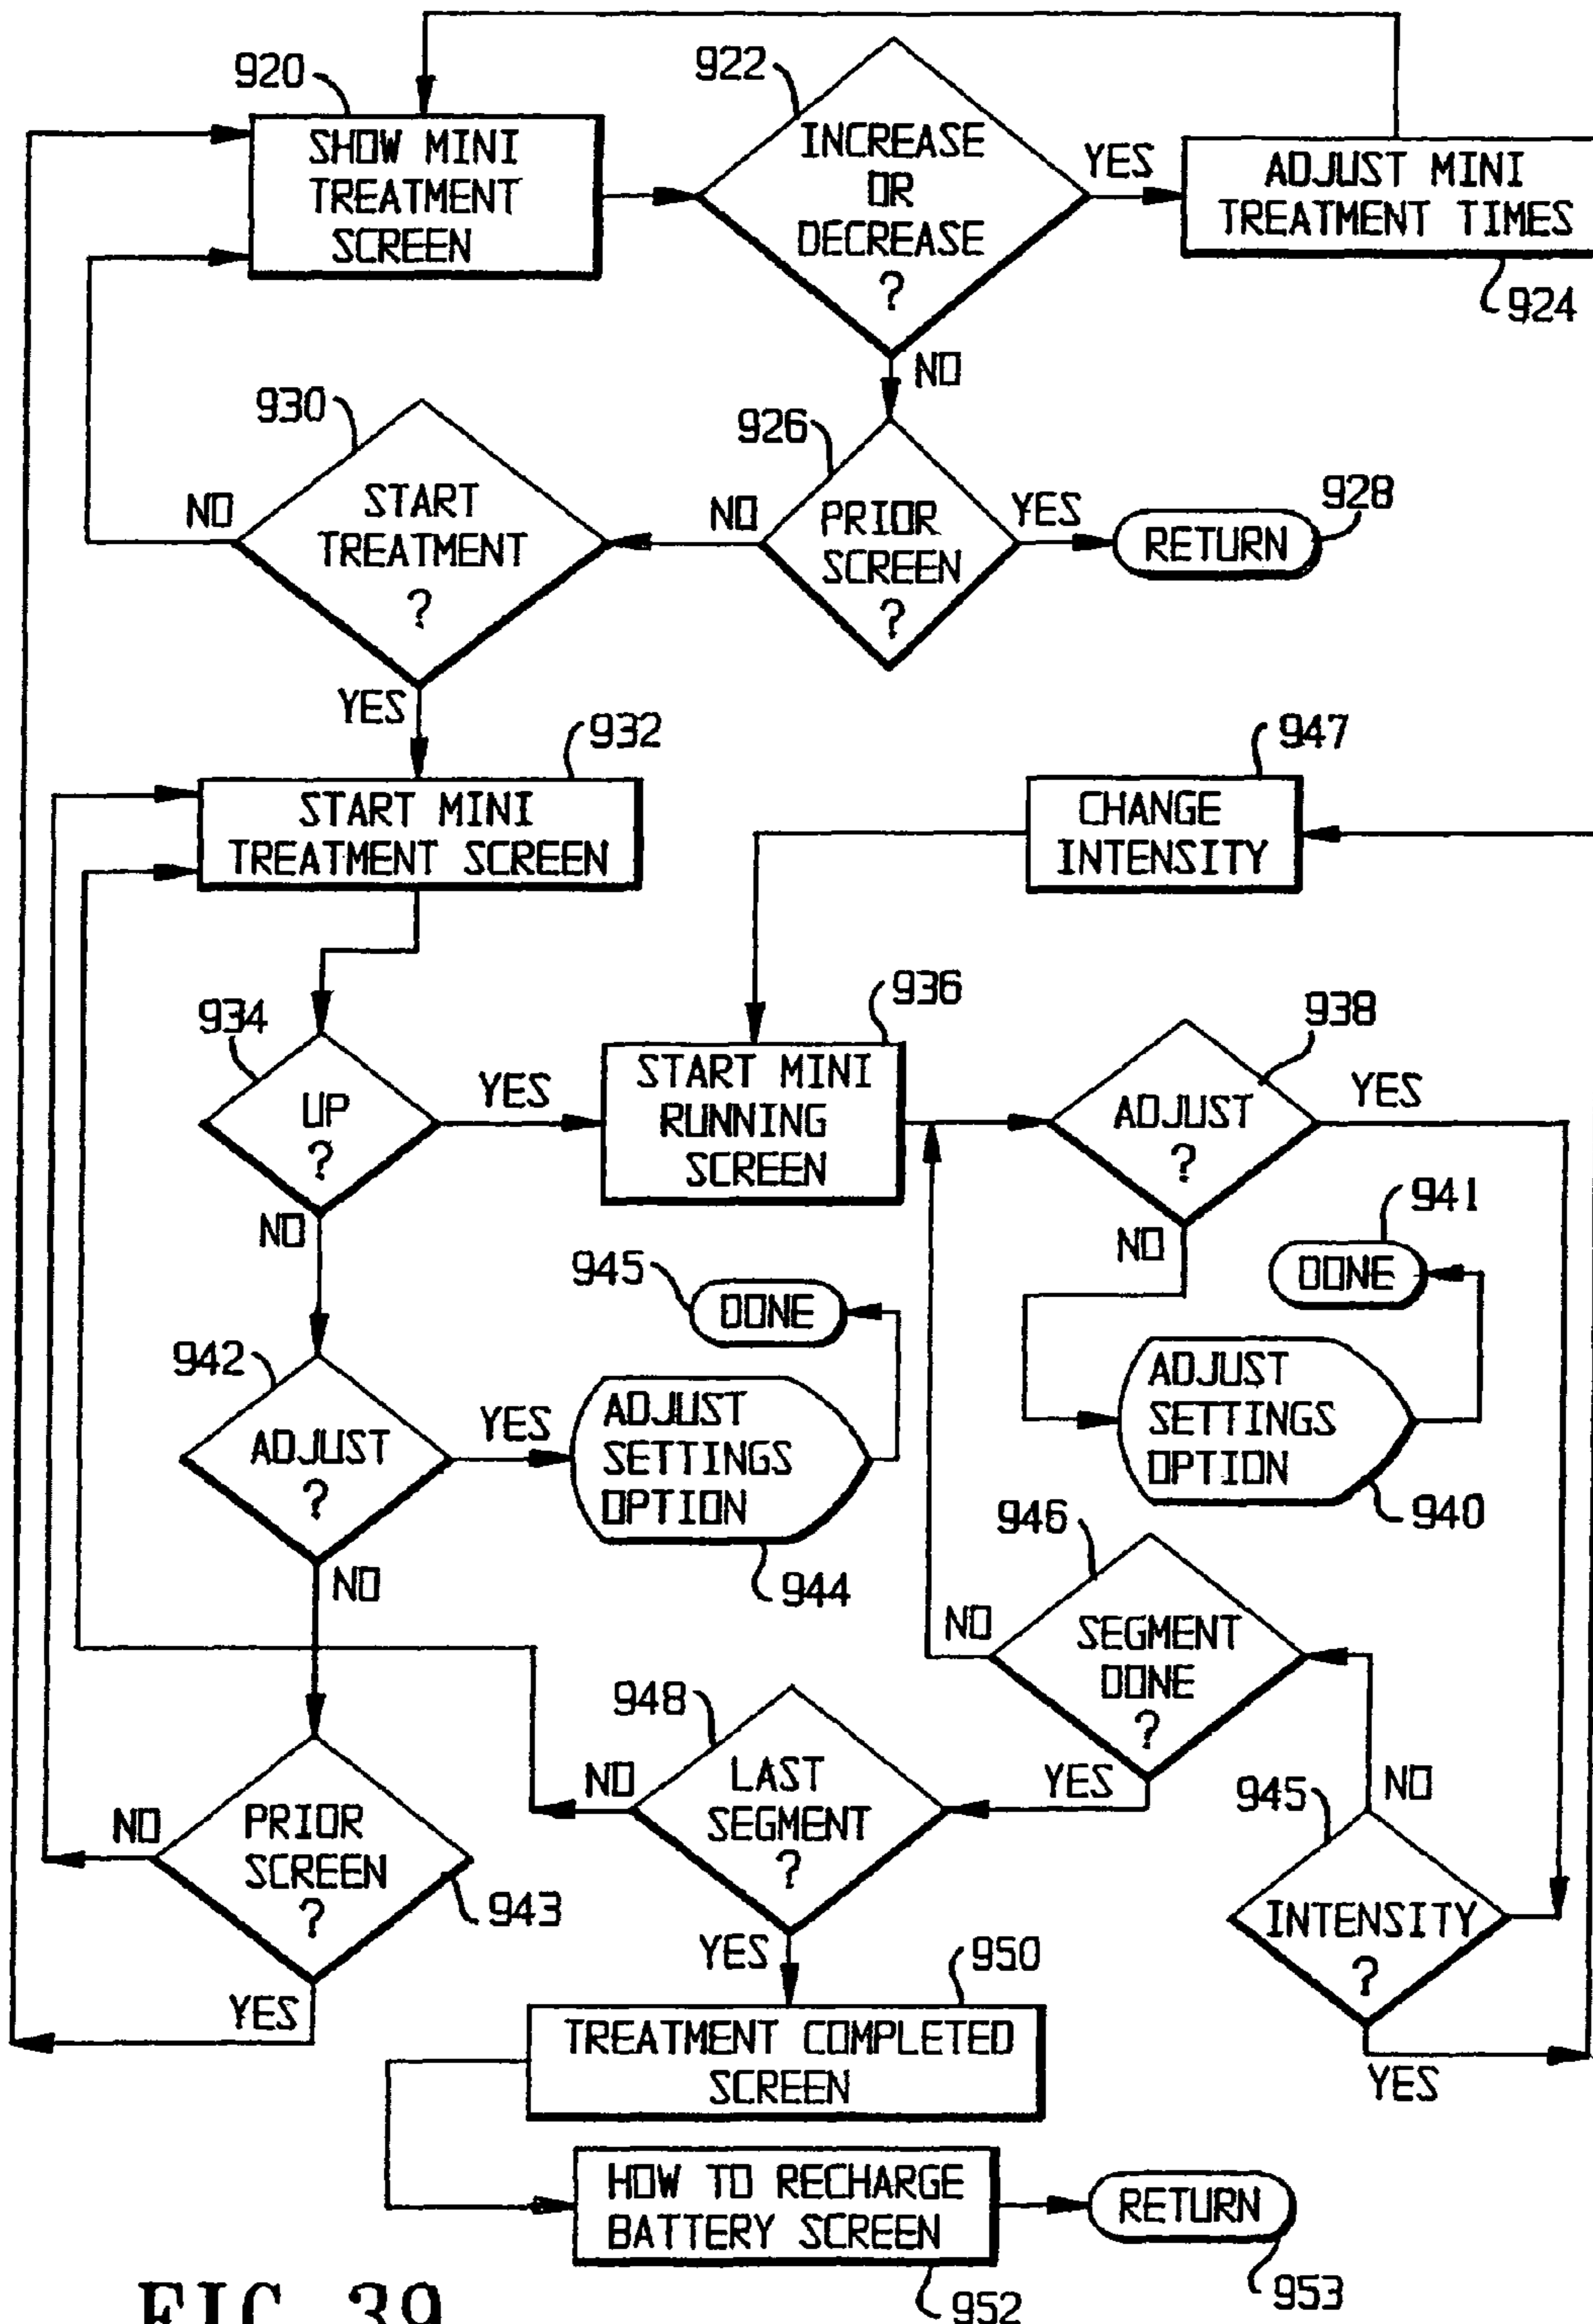 920
SHOW MINI
TREATMENT
SCREEN
922
INCREASE
OR
DECREASE
?
YES
ADJUST MINI
TREATMENT TIMES
924
NO
930
START
TREATMENT
?
NO
926
PRIOR
SCREEN
?
NO
YES
RETURN
928
YES
932
START MINI
TREATMENT SCREEN
947
CHANGE
INTENSITY
934
UP
?
YES
936
START MINI
RUNNING
SCREEN
938
ADJUST
?
YES
NO
NO
941
DONE
945
DONE
942
ADJUST
?
YES
ADJUST
SETTINGS
OPTION
944
ADJUST
SETTINGS
OPTION
940
NO
946
SEGMENT
DONE
?
NO
YES
948
LAST
SEGMENT
?
NO
945
NO
INTENSITY
?
PRIOR
SCREEN
?
NO
943
YES
YES
950
TREATMENT COMPLETED
SCREEN
YES
HOW TO RECHARGE
BATTERY SCREEN
952
RETURN
953
FIG. 39